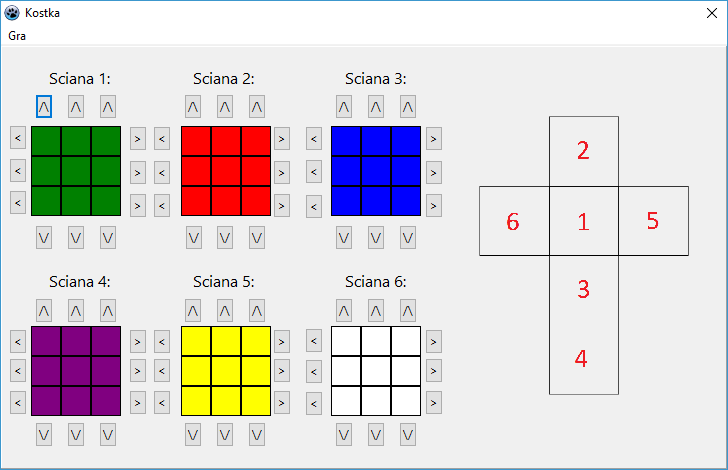 Kostka
Gra
Sciana 1: Sciana 2: Sciana 3:
/\ /\ /\ /\ /\ /\ /\ /\ /\
< > < > < >
< > < > < >
< > < > < >
\/ \/ \/ \/ \/ \/ \/ \/ \/
Sciana 4: Sciana 5: Sciana 6:
/\ /\ /\ /\ /\ /\ /\ /\ /\
< > < > < >
< > < > < >
< > < > < >
\/ \/ \/ \/ \/ \/ \/ \/ \/
2
6 1 5
3
4